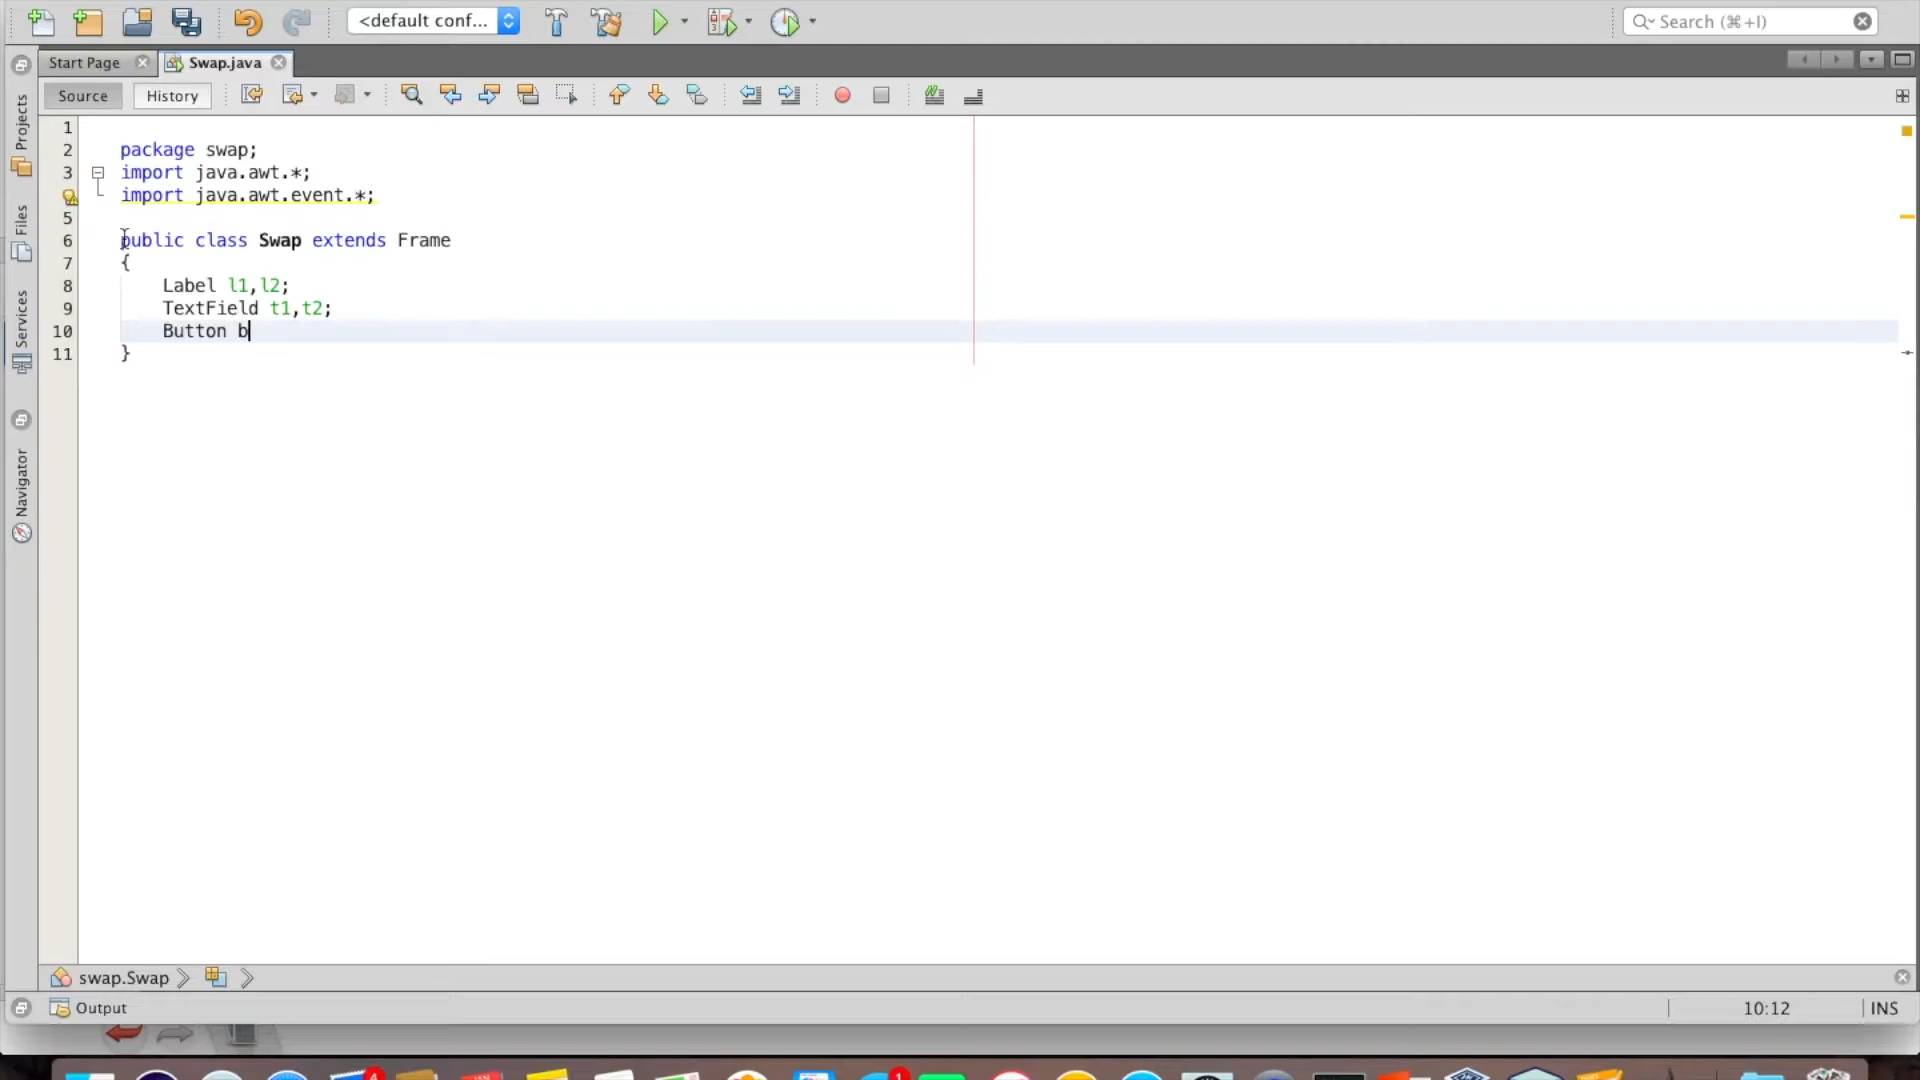 <default conf...
Search (⌘+I)
Start Page
Swap.java
Source
History
Projects
Files
Services
Navigator
1
2 package swap;
3 import java.awt.*;
import java.awt.event.*;
5
6 public class Swap extends Frame
7 {
8 Label l1,l2;
9 TextField t1,t2;
10 Button b
11 }
swap.Swap
Output
10:12
INS
4
1